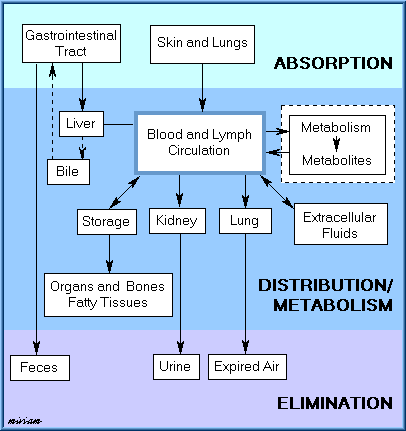 Gastrointestinal
Tract
Skin and Lungs
ABSORPTION
Liver
Blood and Lymph
Circulation
Metabolism
Metabolites
Bile
Storage
Kidney
Lung
Extracellular
Fluids
Organs and Bones
Fatty Tissues
DISTRIBUTION/
METABOLISM
Feces
Urine
Expired Air
ELIMINATION
miriam